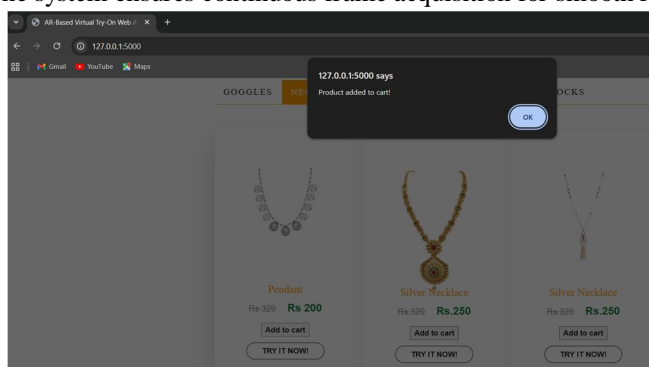 AR-Based Virtual Try-On Web A
127.0.0.1:5000
Gmail YouTube Maps
127.0.0.1:5000 says
Product added to cart!
OK
GOGGLES
Pendant Silver Necklace Silver Necklace
Rs 320 Rs 200 Rs.320 Rs.250 Rs.320 Rs.250
Add to cart Add to cart Add to cart
TRY IT NOW! TRY IT NOW! TRY IT NOW!